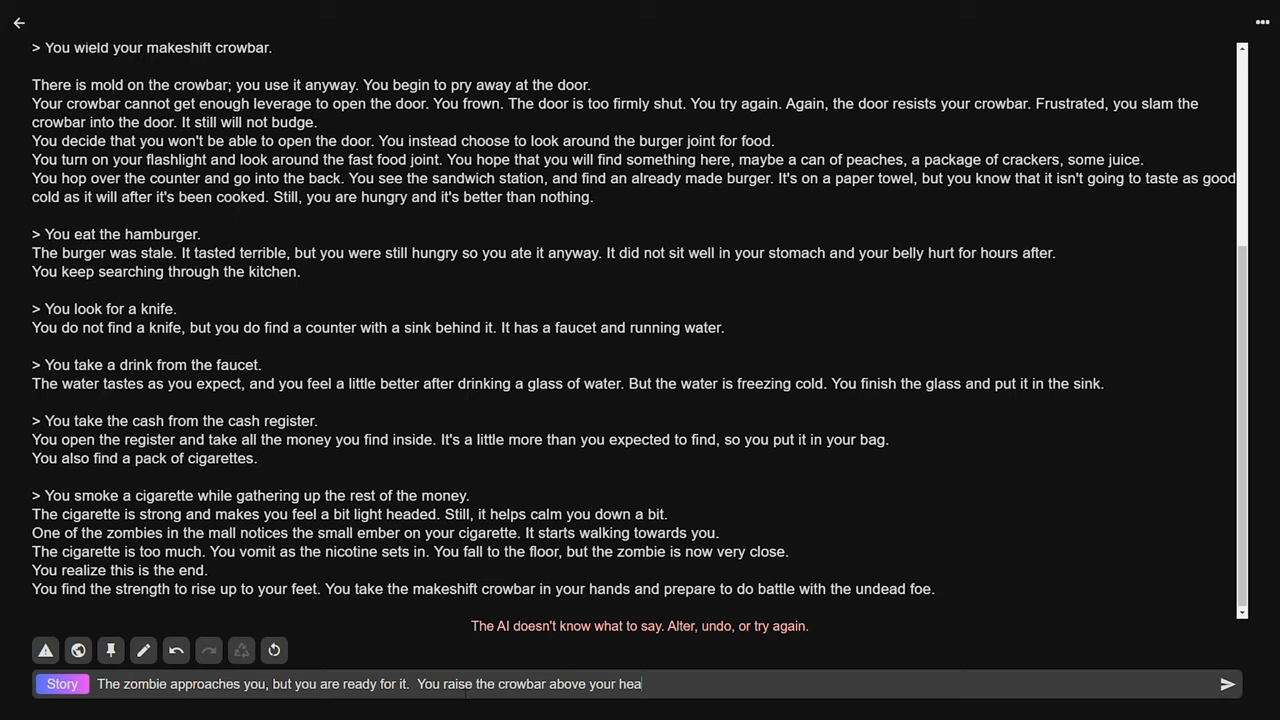 > You wield your makeshift crowbar.
There is mold on the crowbar; you use it anyway. You begin to pry away at the door.
Your crowbar cannot get enough leverage to open the door. You frown. The door is too firmly shut. You try again. Again, the door resists your crowbar. Frustrated, you slam the
crowbar into the door. It still will not budge.
You decide that you won't be able to open the door. You instead choose to look around the burger joint for food.
You turn on your flashlight and look around the fast food joint. You hope that you will find something here, maybe a can of peaches, a package of crackers, some juice.
You hop over the counter and go into the back. You see the sandwich station, and find an already made burger. It's on a paper towel, but you know that it isn't going to taste as good
cold as it will after it's been cooked. Still, you are hungry and it's better than nothing.
> You eat the hamburger.
The burger was stale. It tasted terrible, but you were still hungry so you ate it anyway. It did not sit well in your stomach and your belly hurt for hours after.
You keep searching through the kitchen.
> You look for a knife.
You do not find a knife, but you do find a counter with a sink behind it. It has a faucet and running water.
> You take a drink from the faucet.
The water tastes as you expect, and you feel a little better after drinking a glass of water. But the water is freezing cold. You finish the glass and put it in the sink.
> You take the cash from the cash register.
You open the register and take all the money you find inside. It's a little more than you expected to find, so you put it in your bag.
You also find a pack of cigarettes.
> You smoke a cigarette while gathering up the rest of the money.
The cigarette is strong and makes you feel a bit light headed. Still, it helps calm you down a bit.
One of the zombies in the mall notices the small ember on your cigarette. It starts walking towards you.
The cigarette is too much. You vomit as the nicotine sets in. You fall to the floor, but the zombie is now very close.
You realize this is the end.
You find the strength to rise up to your feet. You take the makeshift crowbar in your hands and prepare to do battle with the undead foe.
The AI doesn't know what to say. Alter, undo, or try again.
Story The zombie approaches you, but you are ready for it.  You raise the crowbar above your hea